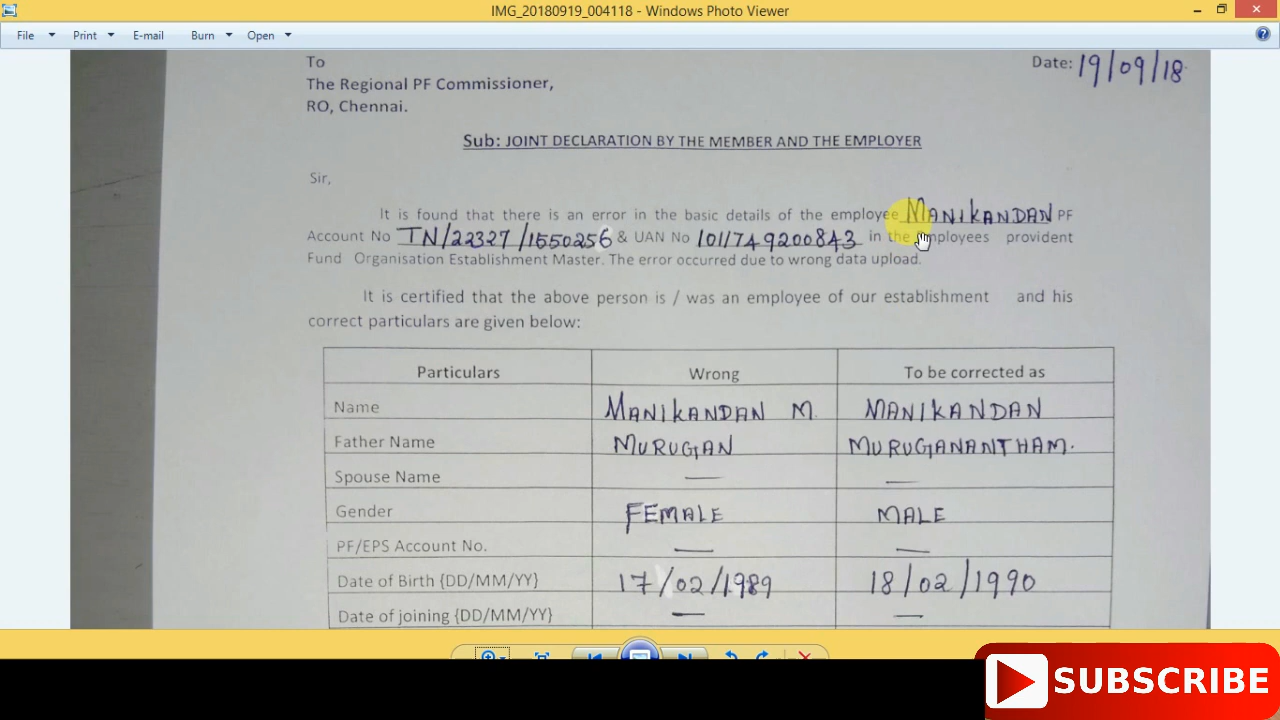 IMG_20180919_004118 - Windows Photo Viewer
File Print E-mail Burn Open
To
Date: 19/09/18
The Regional PF Commissioner,
RO, Chennai.
Sub: JOINT DECLARATION BY THE MEMBER AND THE EMPLOYER
Sir,
It is found that there is an error in the basic details of the employee MANIKANDAN PF
Account No TN/22327/1550256 & UAN No 101749200843 in the Employees provident
Fund Organisation Establishment Master. The error occurred due to wrong data upload.
It is certified that the above person is / was an employee of our establishment and his
correct particulars are given below:
Particulars Wrong To be corrected as
Name MANIKANDAN M. MANIKANDAN
Father Name MURUGAN MURUGANANTHAM.
Spouse Name — —
Gender FEMALE MALE
PF/EPS Account No. — —
Date of Birth {DD/MM/YY) 17/02/1989 18/02/1990
Date of joining {DD/MM/YY) — —
SUBSCRIBE